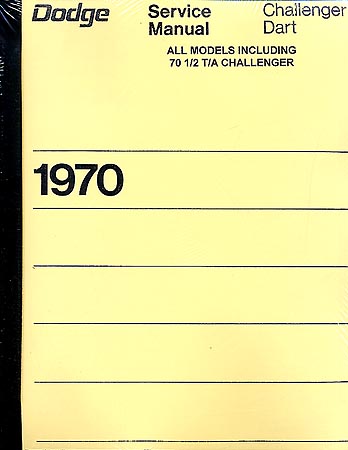 Dodge Service Manual Challenger Dart
ALL MODELS INCLUDING
70 1/2 T/A CHALLENGER
1970